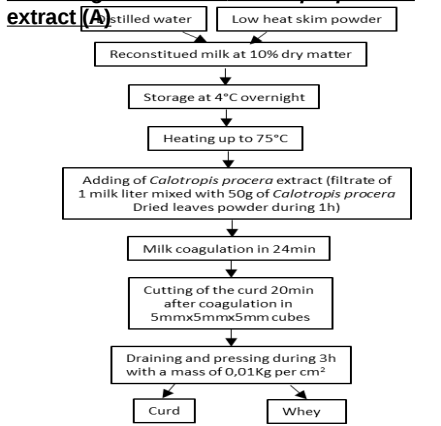 extract (A)
Distilled water
Low heat skim powder
Reconstitued milk at 10% dry matter
Storage at 4°C overnight
Heating up to 75°C
Adding of Calotropis procera extract (filtrate of
1 milk liter mixed with 50g of Calotropis procera
Dried leaves powder during 1h)
Milk coagulation in 24min
Cutting of the curd 20min
after coagulation in
5mmx5mmx5mm cubes
Draining and pressing during 3h
with a mass of 0,01Kg per cm²
Curd
Whey